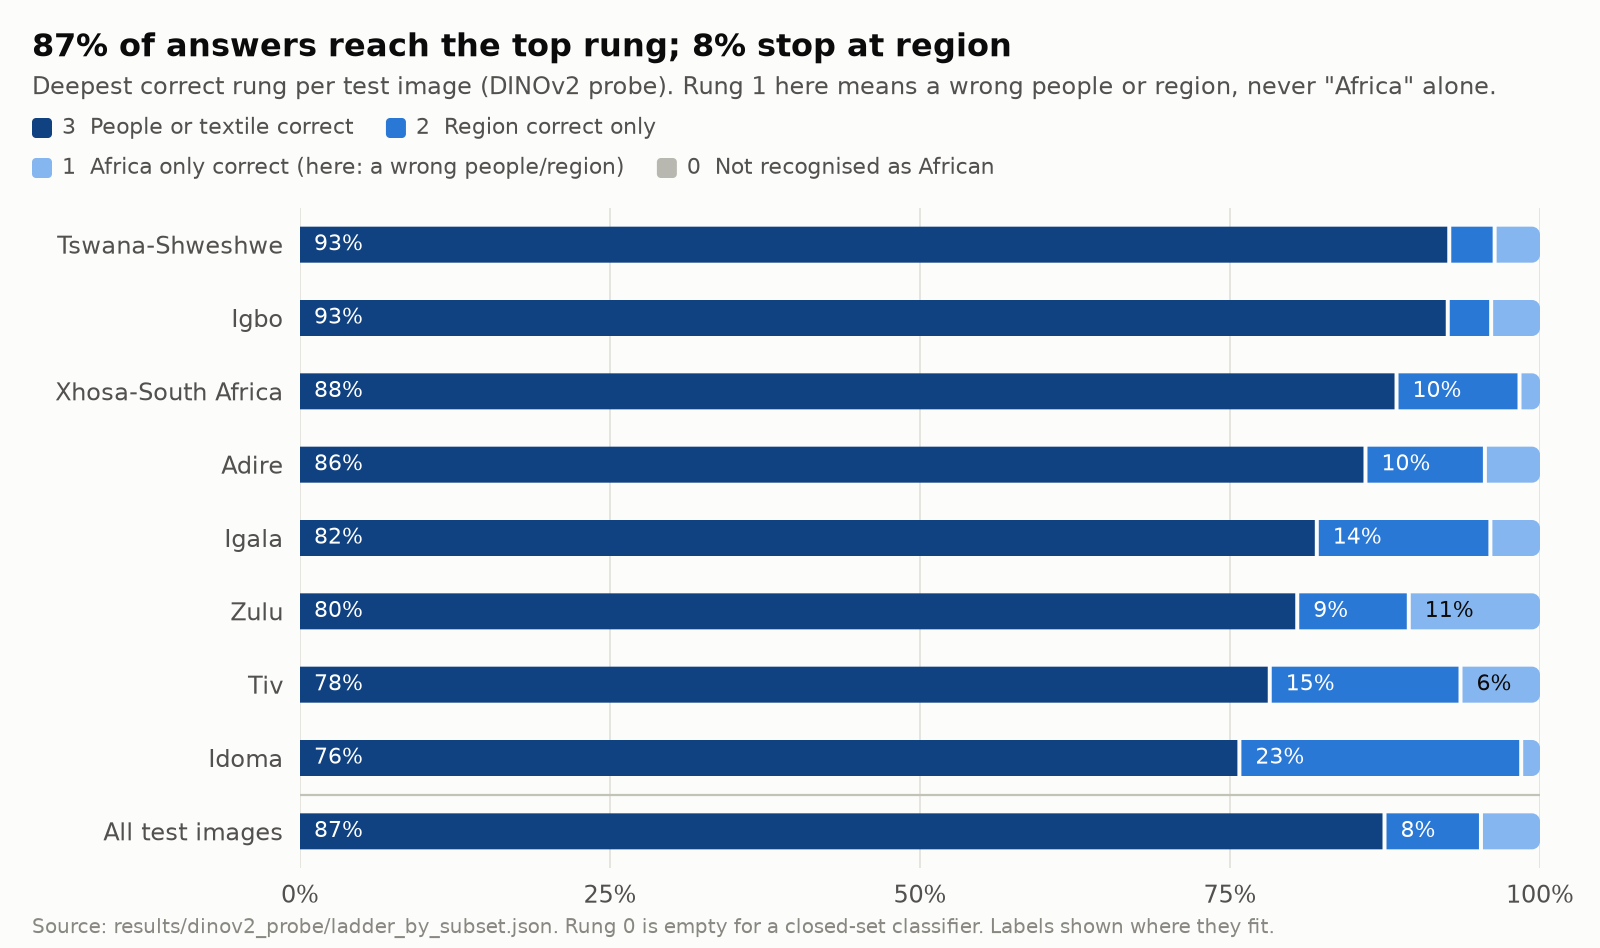 87% of answers reach the top rung; 8% stop at region
Deepest correct rung per test image (DINOv2 probe). Rung 1 here means a wrong people or region, never "Africa" alone.
3 People or textile correct 2 Region correct only
1 Africa only correct (here: a wrong people/region) 0 Not recognised as African
Tswana-Shweshwe 93%
Igbo 93%
Xhosa-South Africa 88% 10%
Adire 86% 10%
Igala 82% 14%
Zulu 80% 9% 11%
Tiv 78% 15% 6%
Idoma 76% 23%
All test images 87% 8%
0% 25% 50% 75% 100%
Source: results/dinov2_probe/ladder_by_subset.json. Rung 0 is empty for a closed-set classifier. Labels shown where they fit.